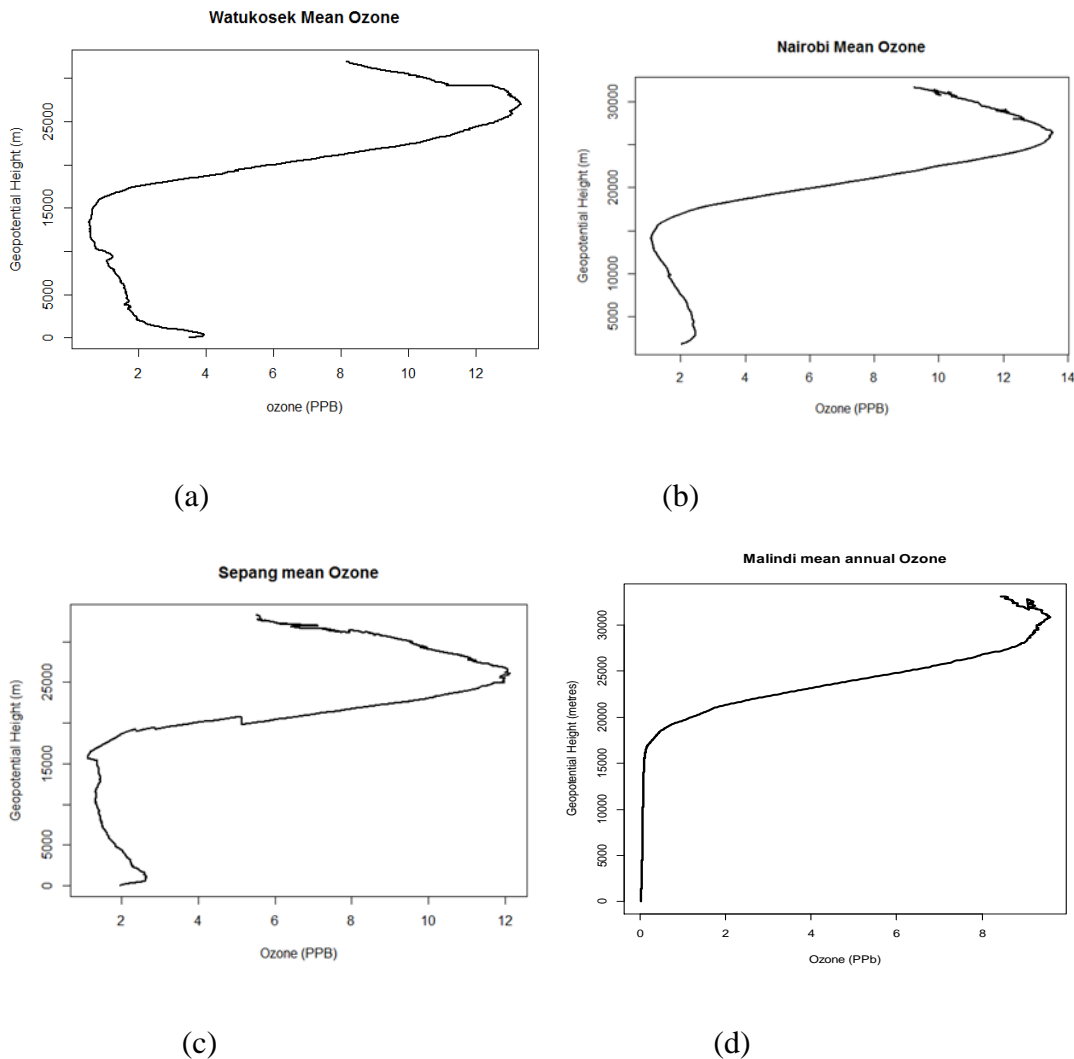 Watukosek Mean Ozone
Geopotential Height (m)
25000
15000
5000
0
2 4 6 8 10 12
ozone (PPB)
(a)
Nairobi Mean Ozone
Geopotential Height (m)
30000
20000
10000
5000
2 4 6 8 10 12 14
Ozone (PPB)
(b)
Sepang mean Ozone
Geopotential Height (m)
25000
15000
5000
0
2 4 6 8 10 12
Ozone (PPB)
(c)
Malindi mean annual Ozone
Geopotential Height (metres)
30000
25000
20000
15000
10000
5000
0
0 2 4 6 8
Ozone (PPb)
(d)